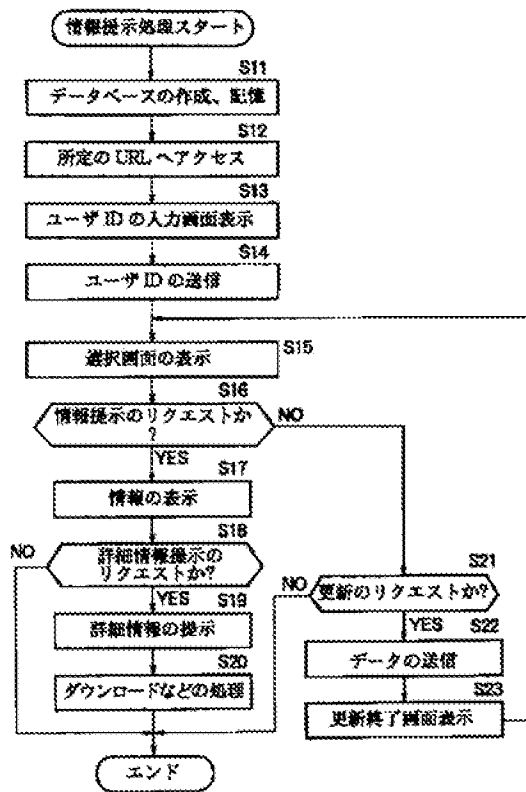 情報提示処理スタート
S11
データベースの作成、記憶
S12
所定の URL へアクセス
S13
ユーザ ID の入力画面表示
S14
ユーザ ID の送信
S15
選択画面の表示
S16
情報提示のリクエストか
?
NO
YES
S17
情報の表示
S18
NO
詳細情報提示の
リクエストか?
YES
S19
詳細情報の提示
S20
ダウンロードなどの処理
S21
NO
更新のリクエストか?
YES
S22
データの送信
S23
更新終了画面表示
エンド